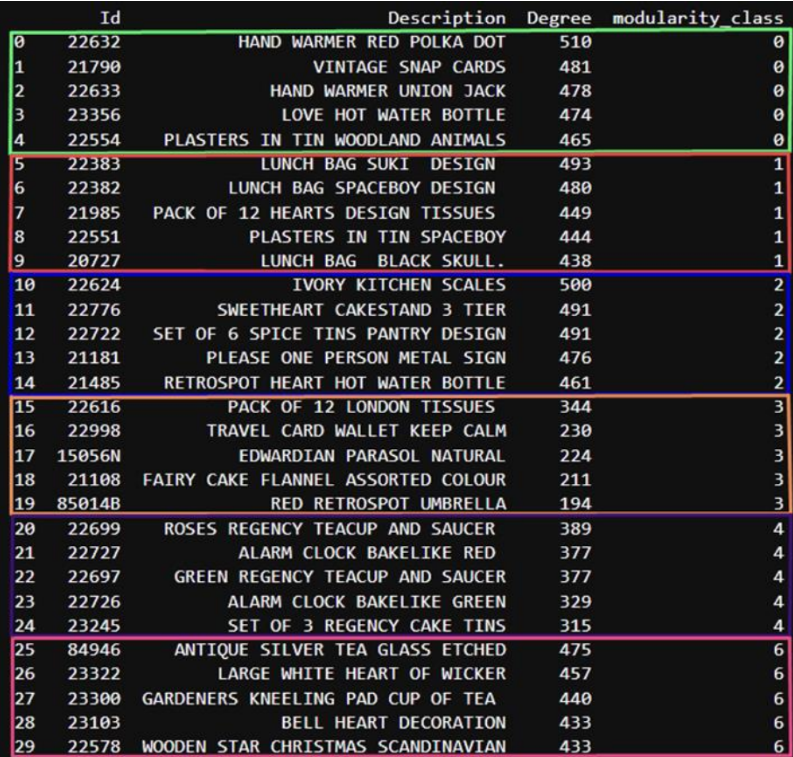 Id Description Degree modularity_class
0 22632 HAND WARMER RED POLKA DOT 510 0
1 21790 VINTAGE SNAP CARDS 481 0
2 22633 HAND WARMER UNION JACK 478 0
3 23356 LOVE HOT WATER BOTTLE 474 0
4 22554 PLASTERS IN TIN WOODLAND ANIMALS 465 0
5 22383 LUNCH BAG SUKI  DESIGN 493 1
6 22382 LUNCH BAG SPACEBOY DESIGN 480 1
7 21985 PACK OF 12 HEARTS DESIGN TISSUES 449 1
8 22551 PLASTERS IN TIN SPACEBOY 444 1
9 20727 LUNCH BAG  BLACK SKULL. 438 1
10 22624 IVORY KITCHEN SCALES 500 2
11 22776 SWEETHEART CAKESTAND 3 TIER 491 2
12 22722 SET OF 6 SPICE TINS PANTRY DESIGN 491 2
13 21181 PLEASE ONE PERSON METAL SIGN 476 2
14 21485 RETROSPOT HEART HOT WATER BOTTLE 461 2
15 22616 PACK OF 12 LONDON TISSUES 344 3
16 22998 TRAVEL CARD WALLET KEEP CALM 230 3
17 15056N EDWARDIAN PARASOL NATURAL 224 3
18 21108 FAIRY CAKE FLANNEL ASSORTED COLOUR 211 3
19 85014B RED RETROSPOT UMBRELLA 194 3
20 22699 ROSES REGENCY TEACUP AND SAUCER 389 4
21 22727 ALARM CLOCK BAKELIKE RED 377 4
22 22697 GREEN REGENCY TEACUP AND SAUCER 377 4
23 22726 ALARM CLOCK BAKELIKE GREEN 329 4
24 23245 SET OF 3 REGENCY CAKE TINS 315 4
25 84946 ANTIQUE SILVER TEA GLASS ETCHED 475 6
26 23322 LARGE WHITE HEART OF WICKER 457 6
27 23300 GARDENERS KNEELING PAD CUP OF TEA 440 6
28 23103 BELL HEART DECORATION 433 6
29 22578 WOODEN STAR CHRISTMAS SCANDINAVIAN 433 6